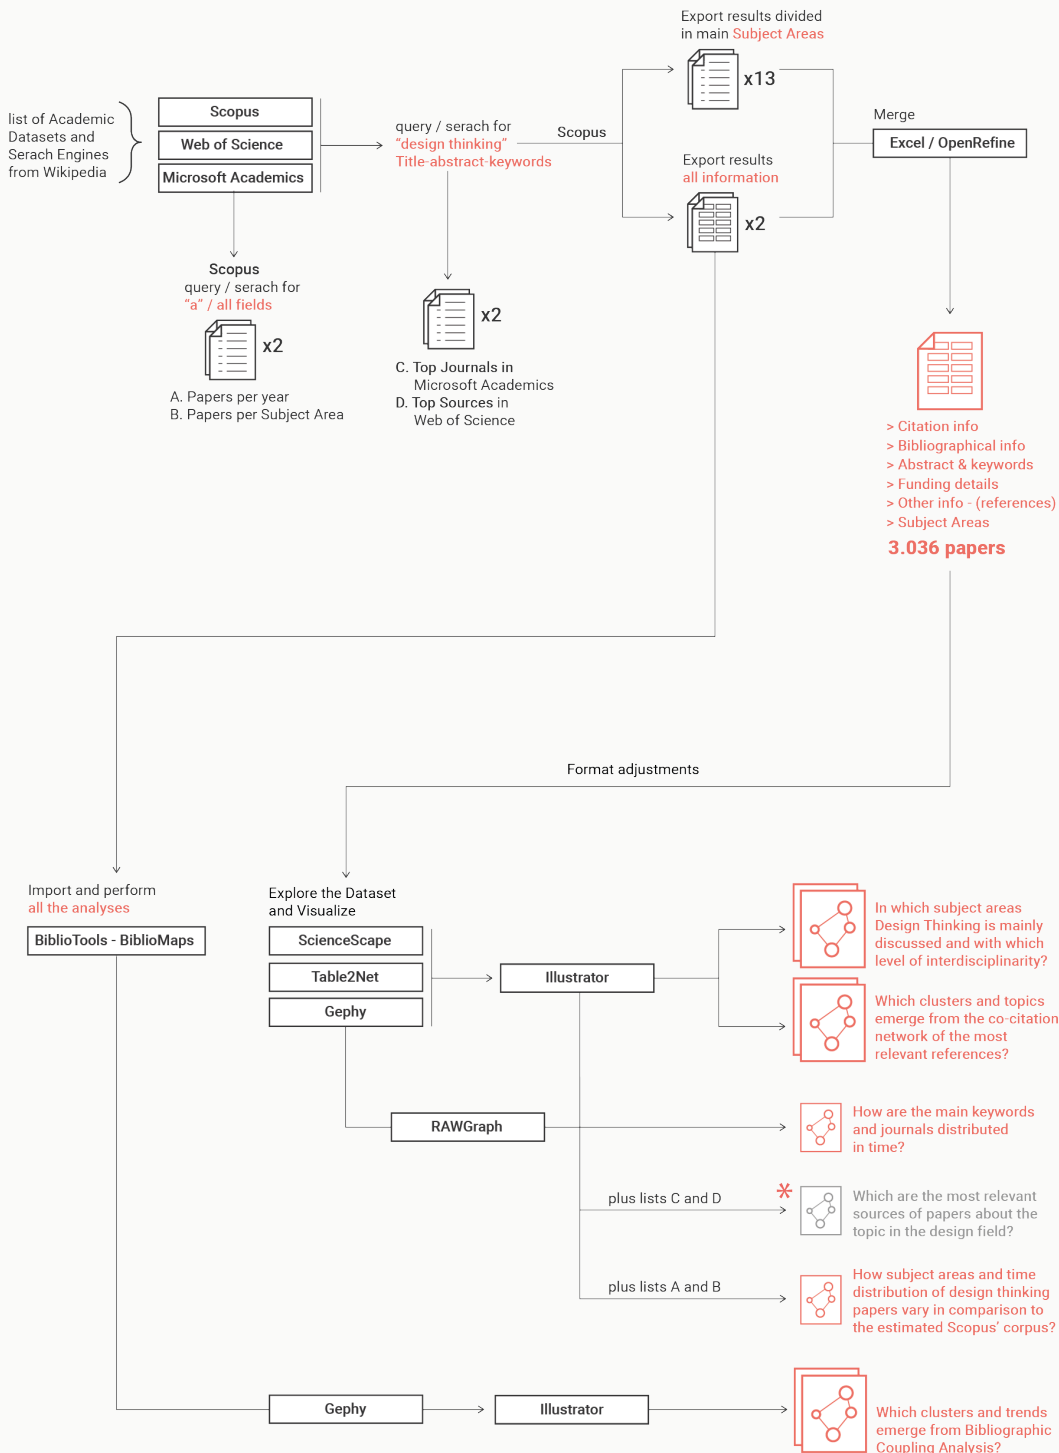 Export results divided
in main Subject Areas
x13
list of Academic
Datasets and
Serach Engines
from Wikipedia
Scopus
Web of Science
Microsoft Academics
query / serach for
“design thinking”
Title-abstract-keywords
Scopus
Merge
Excel / OpenRefine
Export results
all information
x2
Scopus
query / serach for
“a” / all fields
x2
A. Papers per year
B. Papers per Subject Area
x2
C. Top Journals in
Microsoft Academics
D. Top Sources in
Web of Science
> Citation info
> Bibliographical info
> Abstract & keywords
> Funding details
> Other info - (references)
> Subject Areas
3.036 papers
Format adjustments
Import and perform
all the analyses
BiblioTools - BiblioMaps
Explore the Dataset
and Visualize
ScienceScape
Table2Net
Gephy
Illustrator
In which subject areas
Design Thinking is mainly
discussed and with which
level of interdisciplinarity?
Which clusters and topics
emerge from the co-citation
network of the most
relevant references?
RAWGraph
How are the main keywords
and journals distributed
in time?
plus lists C and D
*
Which are the most relevant
sources of papers about the
topic in the design field?
plus lists A and B
How subject areas and time
distribution of design thinking
papers vary in comparison to
the estimated Scopus’ corpus?
Gephy
Illustrator
Which clusters and trends
emerge from Bibliographic
Coupling Analysis?